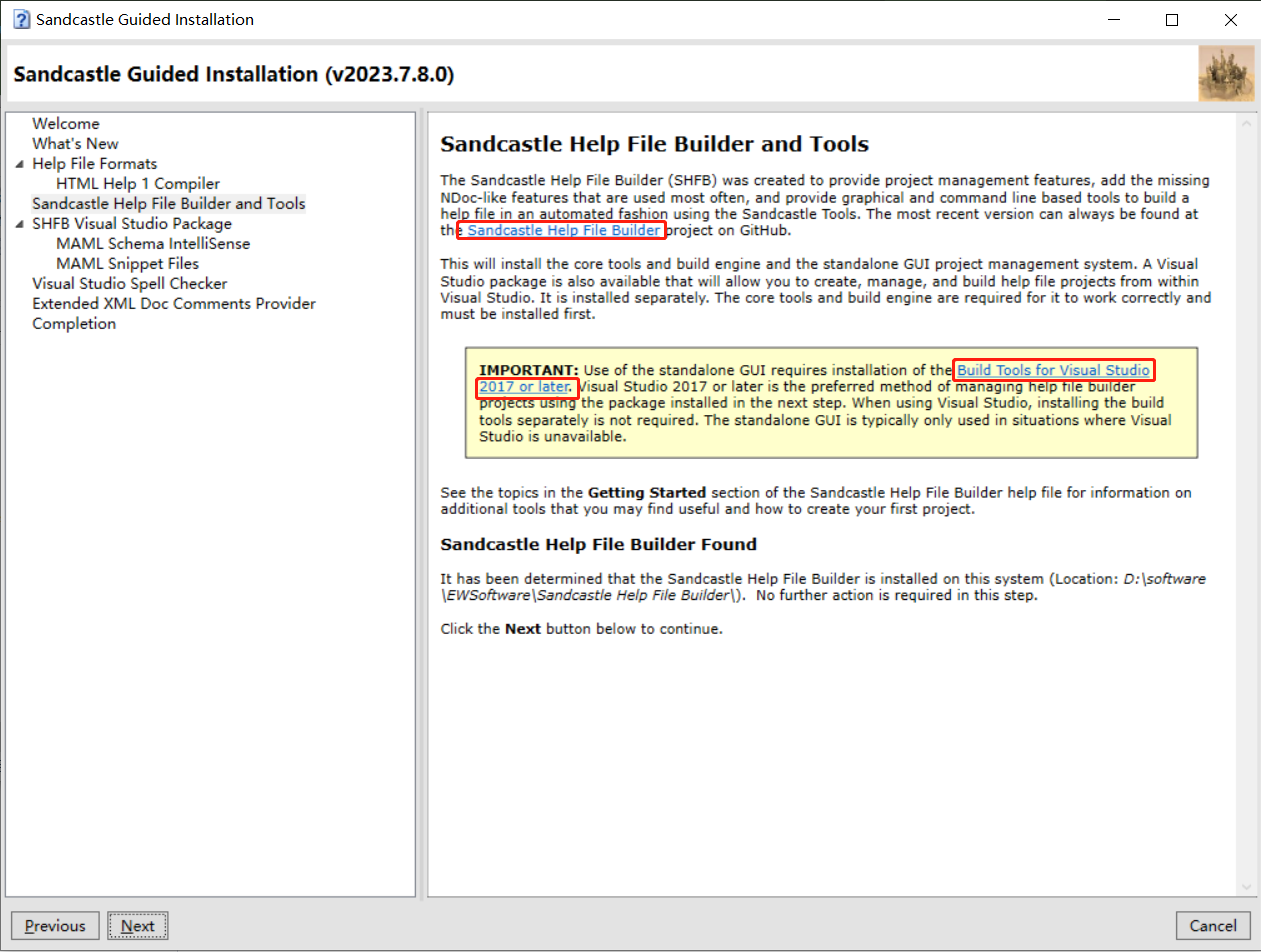 Sandcastle Guided Installation
Sandcastle Guided Installation (v2023.7.8.0)
Welcome
What's New
Help File Formats
HTML Help 1 Compiler
Sandcastle Help File Builder and Tools
SHFB Visual Studio Package
MAML Schema IntelliSense
MAML Snippet Files
Visual Studio Spell Checker
Extended XML Doc Comments Provider
Completion
Sandcastle Help File Builder and Tools
The Sandcastle Help File Builder (SHFB) was created to provide project management features, add the missing
NDoc-like features that are used most often, and provide graphical and command line based tools to build a
help file in an automated fashion using the Sandcastle Tools. The most recent version can always be found at
the Sandcastle Help File Builder project on GitHub.
This will install the core tools and build engine and the standalone GUI project management system. A Visual
Studio package is also available that will allow you to create, manage, and build help file projects from within
Visual Studio. It is installed separately. The core tools and build engine are required for it to work correctly and
must be installed first.
IMPORTANT: Use of the standalone GUI requires installation of the Build Tools for Visual Studio
2017 or later. Visual Studio 2017 or later is the preferred method of managing help file builder
projects using the package installed in the next step. When using Visual Studio, installing the build
tools separately is not required. The standalone GUI is typically only used in situations where Visual
Studio is unavailable.
See the topics in the Getting Started section of the Sandcastle Help File Builder help file for information on
additional tools that you may find useful and how to create your first project.
Sandcastle Help File Builder Found
It has been determined that the Sandcastle Help File Builder is installed on this system (Location: D:\software
\EWSoftware\Sandcastle Help File Builder\). No further action is required in this step.
Click the Next button below to continue.
Previous
Next
Cancel